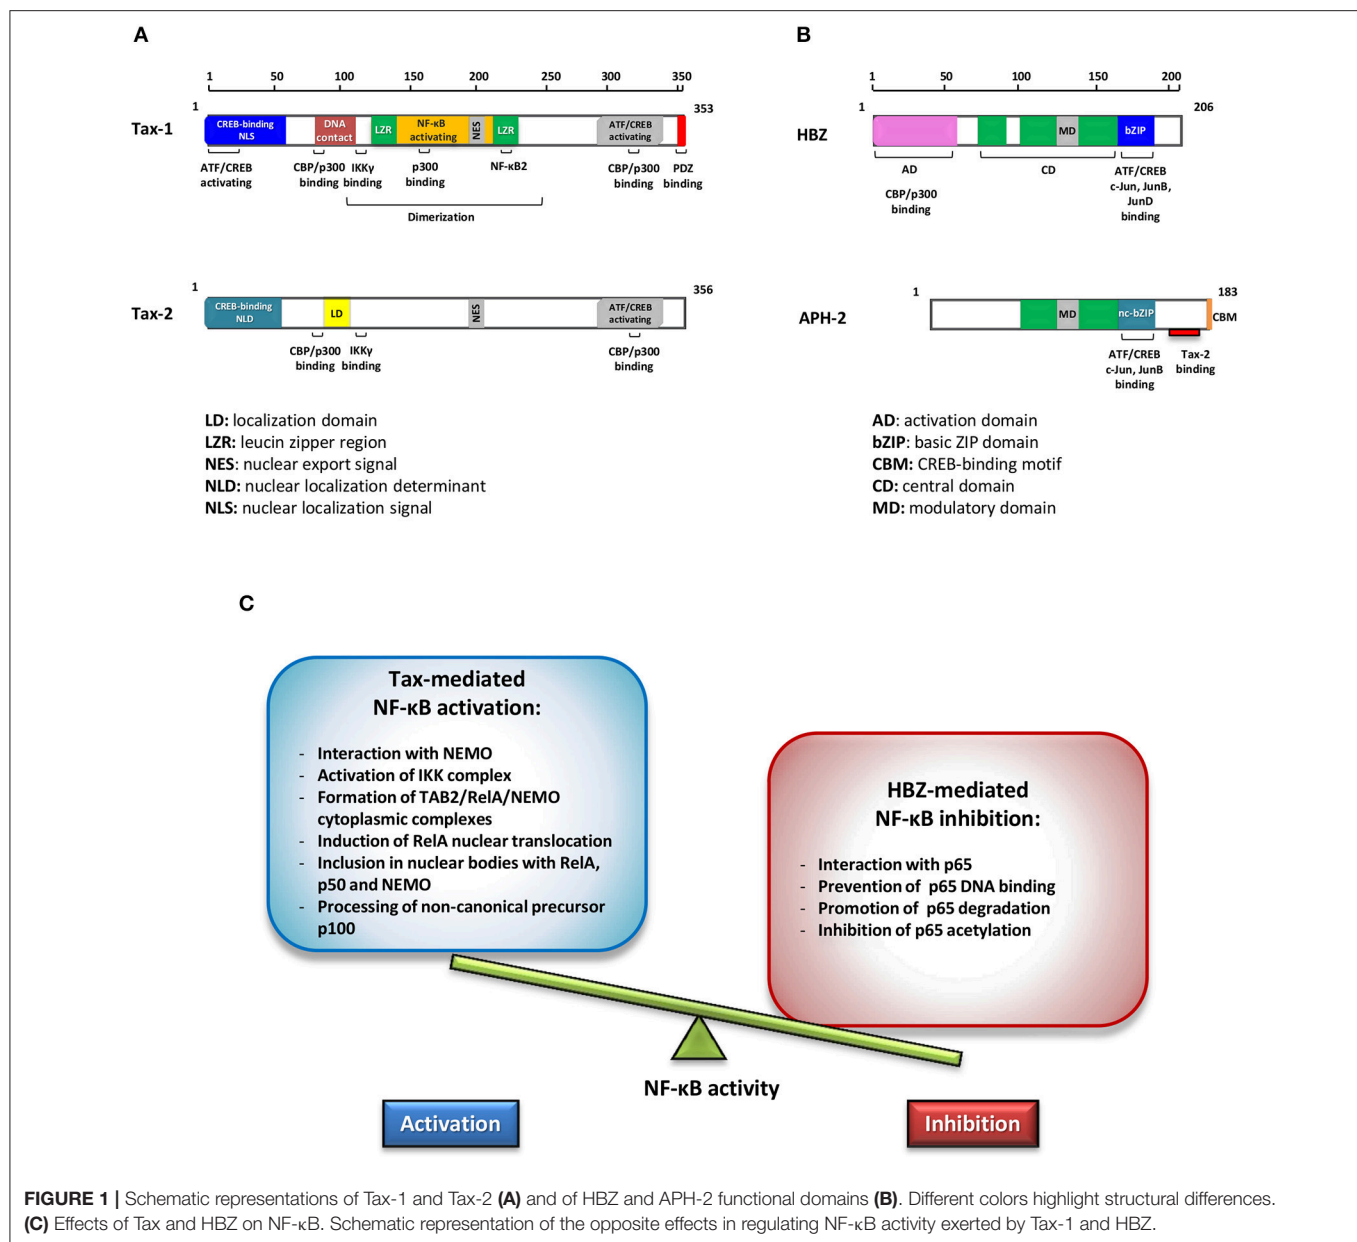 A
1 50 100 150 200 250 300 350
1
353
Tax-1
CREB-binding
NLS
DNA
contact
LZR
NF-κB
activating
NES
LZR
ATF/CREB
activating
ATF/CREB
activating
CBP/p300
binding
IKKγ
binding
p300
binding
NF-κB2
CBP/p300
binding
PDZ
binding
Dimerization
1
356
Tax-2
CREB-binding
NLD
LD
NES
ATF/CREB
activating
CBP/p300
binding
IKKγ
binding
CBP/p300
binding
LD: localization domain
LZR: leucin zipper region
NES: nuclear export signal
NLD: nuclear localization determinant
NLS: nuclear localization signal
B
1 50 100 150 200
1
206
HBZ
MD
bZIP
AD
CBP/p300
binding
CD
ATF/CREB
c-Jun, JunB,
JunD
binding
1
183
APH-2
MD
nc-bZIP
CBM
ATF/CREB
c-Jun, JunB
binding
Tax-2
binding
AD: activation domain
bZIP: basic ZIP domain
CBM: CREB-binding motif
CD: central domain
MD: modulatory domain
C
Tax-mediated
NF-κB activation:
- Interaction with NEMO
- Activation of IKK complex
- Formation of TAB2/RelA/NEMO
cytoplasmic complexes
- Induction of RelA nuclear translocation
- Inclusion in nuclear bodies with RelA,
p50 and NEMO
- Processing of non-canonical precursor
p100
HBZ-mediated
NF-κB inhibition:
- Interaction with p65
- Prevention of p65 DNA binding
- Promotion of p65 degradation
- Inhibition of p65 acetylation
NF-κB activity
Activation
Inhibition
FIGURE 1 | Schematic representations of Tax-1 and Tax-2 (A) and of HBZ and APH-2 functional domains (B). Different colors highlight structural differences.
(C) Effects of Tax and HBZ on NF-κB. Schematic representation of the opposite effects in regulating NF-κB activity exerted by Tax-1 and HBZ.